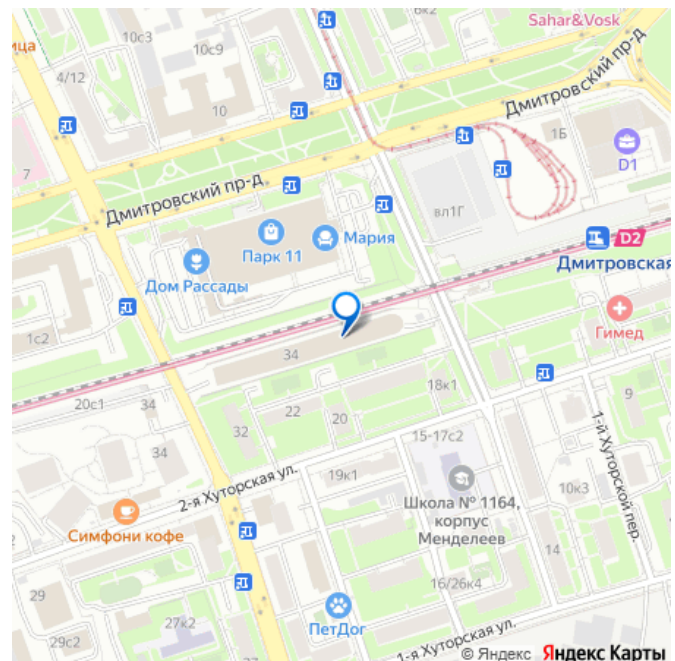 6к2
Sahar&Vosk
ица
10с3
10с9
4/12
10
Дмитровский пр-д
1Б
7
D1
Дмитровский пр-д
вл1Г
Мария
Парк 11
D2
Дмитровская
Дом Рассады
1с2
Гимед
34
18к1
20с1
34
22
20
9
32
34
15-17с2
1-й Хуторской пер.
2-я Хуторская ул.
19к1
Школа № 1164,
корпус
Менделеев
10к3
Симфони кофе
14
29
16/26к4
27к2
ПетДог
29с2
1-я Хуторская ул.
© Яндекс Яндекс Карты